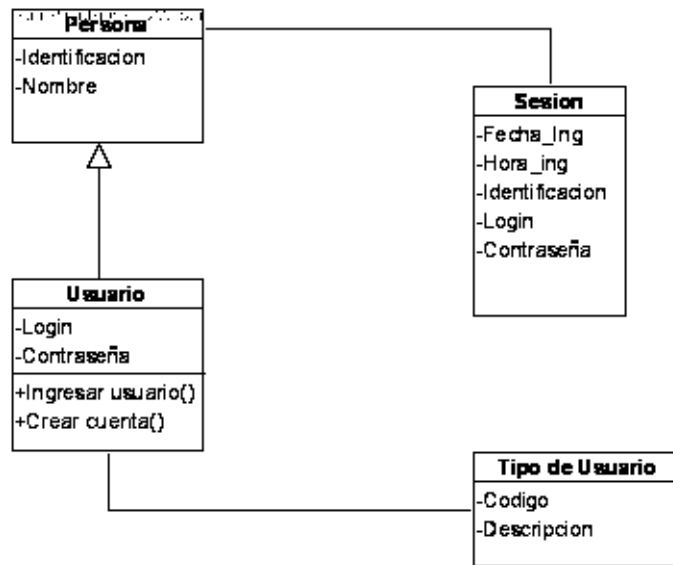 Persona
-Identificacion
-Nombre
Sesion
-Fecha_Ing
-Hora_ing
-Identificacion
-Login
-Contraseña
Usuario
-Login
-Contraseña
+Ingresar usuario()
+Crear cuenta()
Tipo de Usuario
-Codigo
-Descripcion